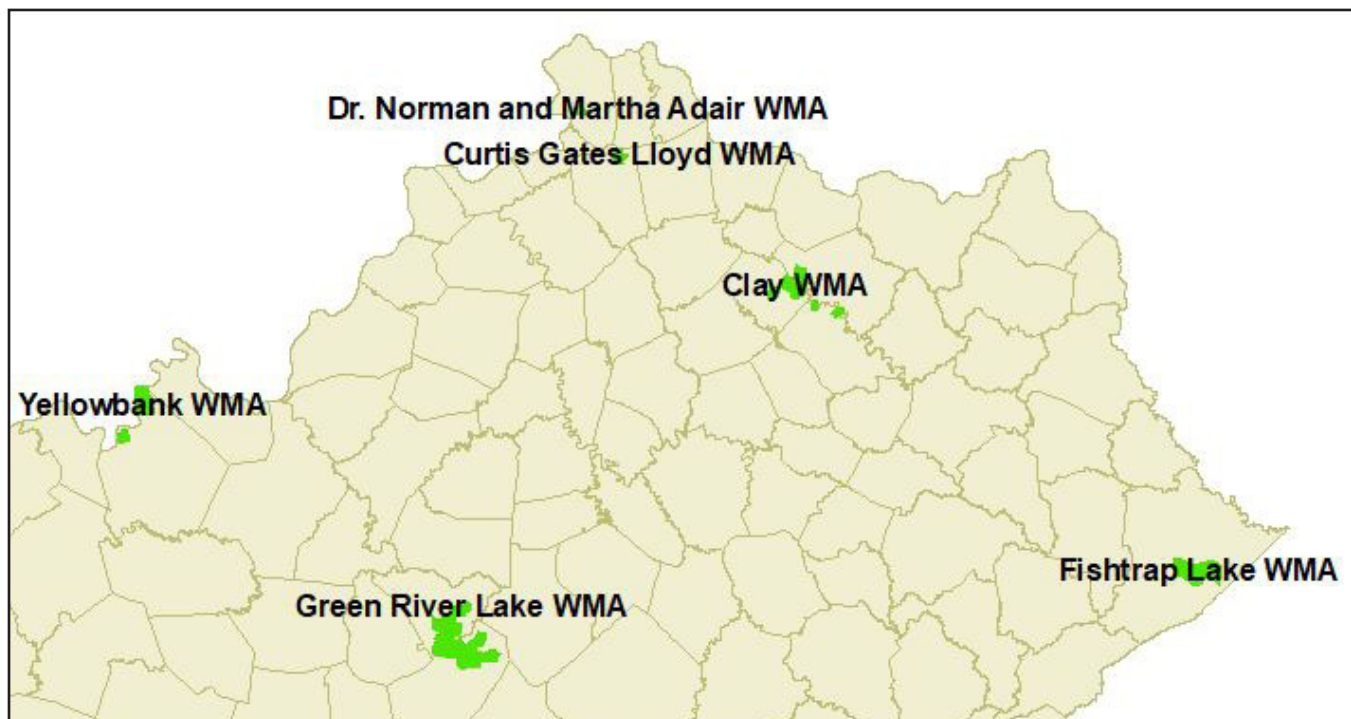 Dr. Norman and Martha Adair WMA
Curtis Gates Lloyd WMA
Clay WMA
Yellowbank WMA
Fishtrap Lake WMA
Green River Lake WMA